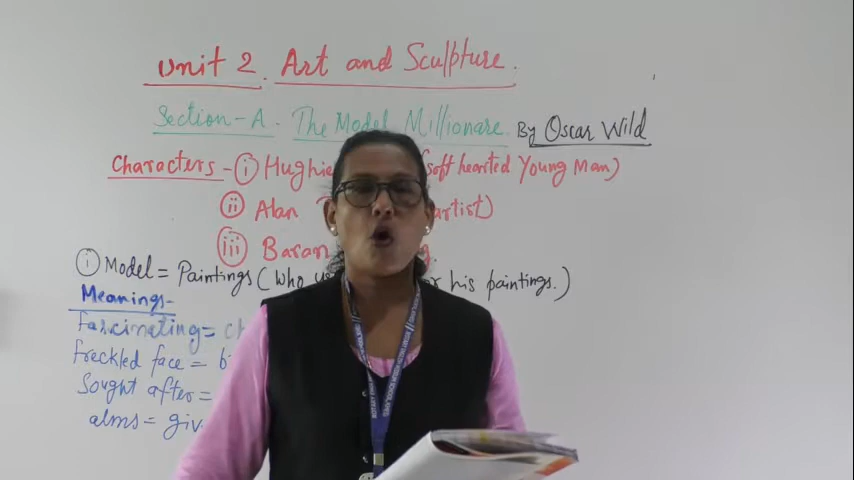 Unit 2. Art and Sculpture.
Section-A. The Model Millionare. By Oscar Wild
Characters - (i) Hughie (soft hearted Young Man)
(ii) Alan artist)
(iii) Baran
(i) Model = Paintings (who his paintings.)
Meanings-
fascinating =
freckled face =
Sought after =
alms =